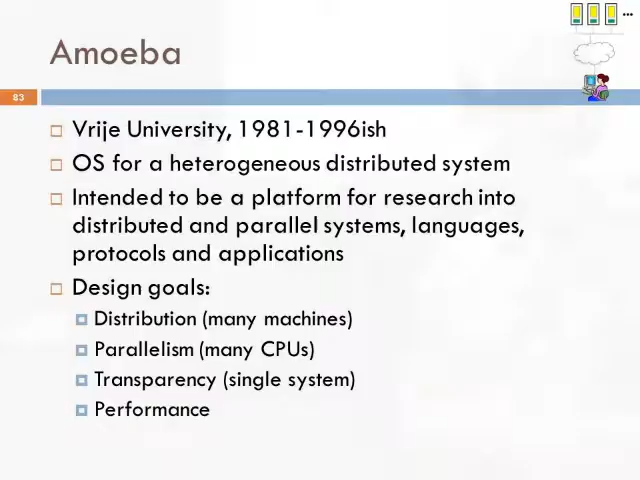 Amoeba
83
Vrije University, 1981-1996ish
OS for a heterogeneous distributed system
Intended to be a platform for research into
distributed and parallel systems, languages,
protocols and applications
Design goals:
Distribution (many machines)
Parallelism (many CPUs)
Transparency (single system)
Performance
...